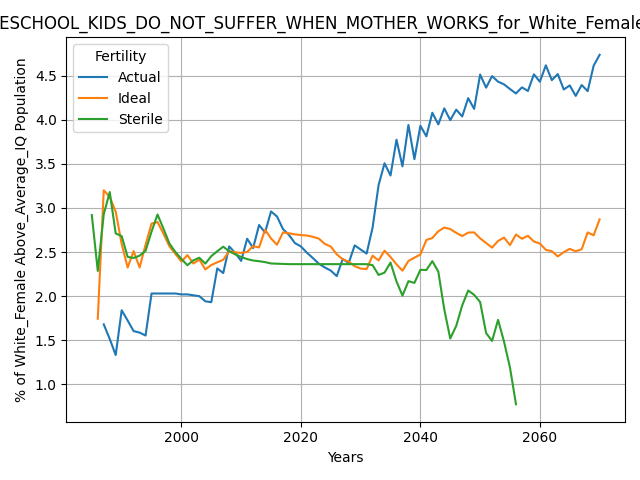 ESCHOOL_KIDS_DO_NOT_SUFFER_WHEN_MOTHER_WORKS_for_White_Female
Fertility
Actual
Ideal
Sterile
% of White_Female Above_Average_IQ Population
4.5
4.0
3.5
3.0
2.5
2.0
1.5
1.0
2000
2020
2040
2060
Years